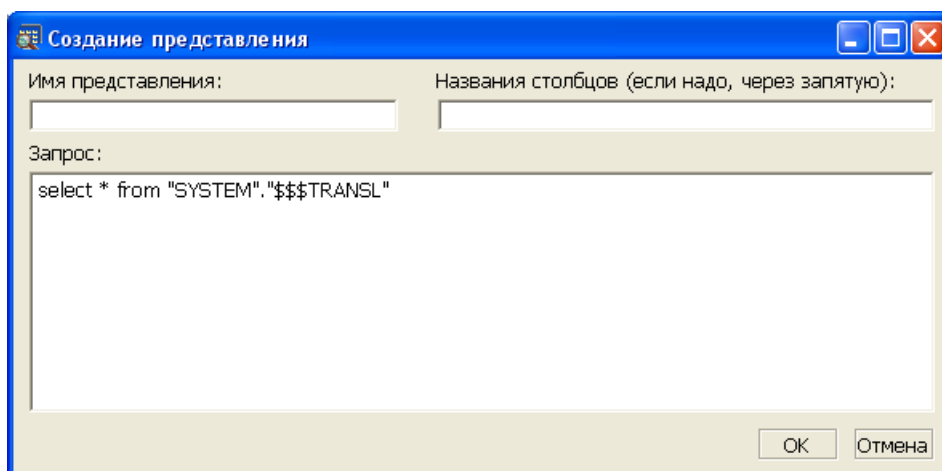 Создание представления
Имя представления:
Названия столбцов (если надо, через запятую):
Запрос:
select * from "SYSTEM"."$$$TRANSL"
OK
Отмена